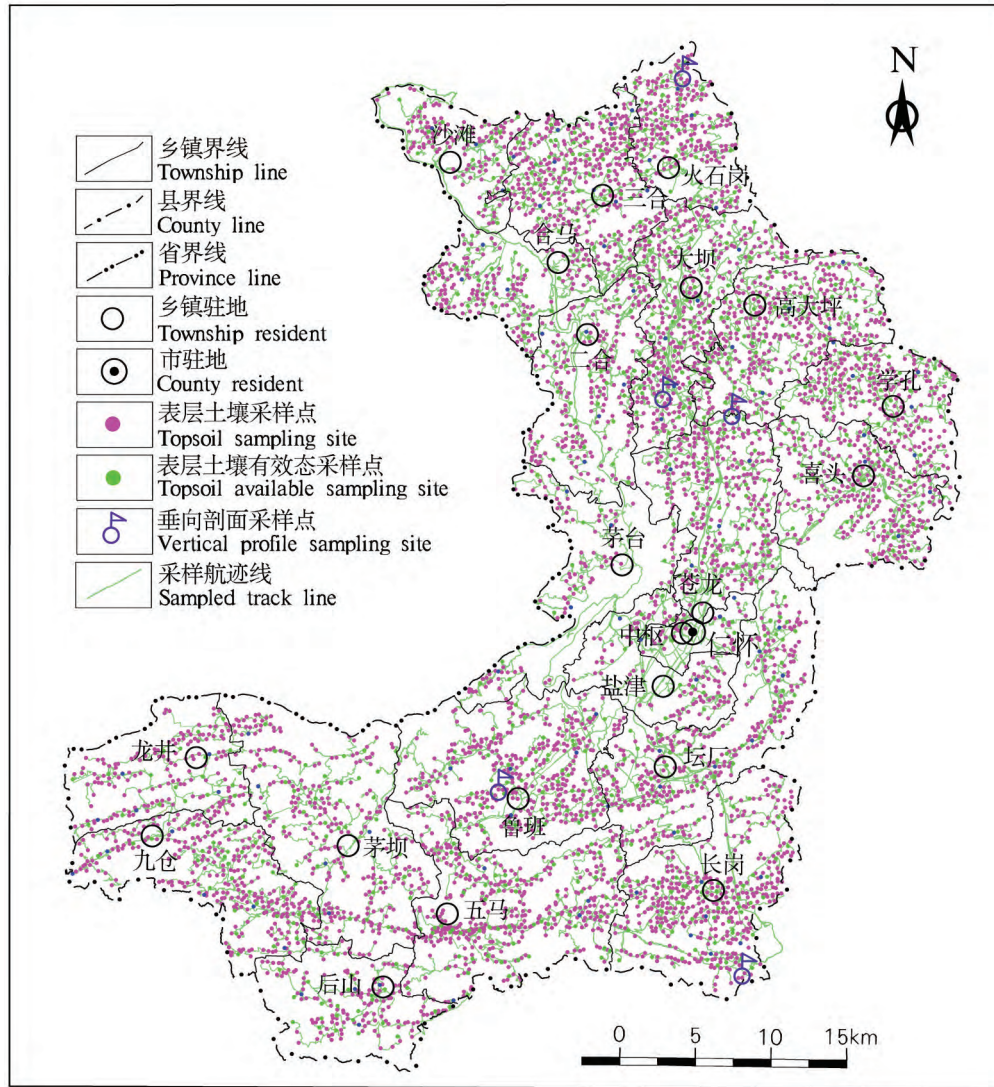 N
乡镇界线
Township line
县界线
County line
省界线
Province line
乡镇驻地
Township resident
市驻地
County resident
表层土壤采样点
Topsoil sampling site
表层土壤有效态采样点
Topsoil available sampling site
垂向剖面采样点
Vertical profile sampling site
采样航迹线
Sampled track line
沙滩
火石岗
三合
合马
大坝
高大坪
二合
学孔
喜头
茅台
苍龙
中枢
仁怀
盐津
龙井
坛厂
鲁班
九仓
茅坝
长岗
五马
后山
0 5 10 15km